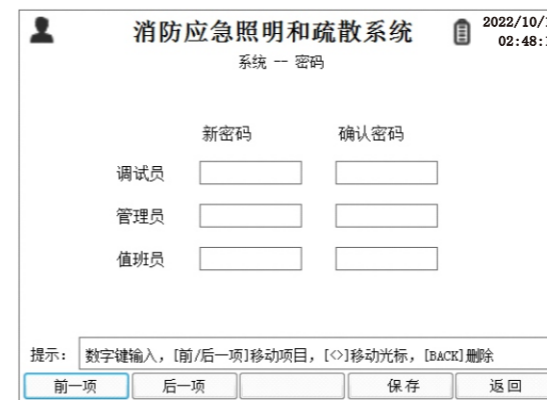 消防应急照明和疏散系统
2022/10/1
02:48:1
系统 -- 密码
新密码 确认密码
调试员
管理员
值班员
提示: 数字键输入, [前/后一项]移动项目, [<>]移动光标, [BACK]删除
前一项 后一项 保存 返回